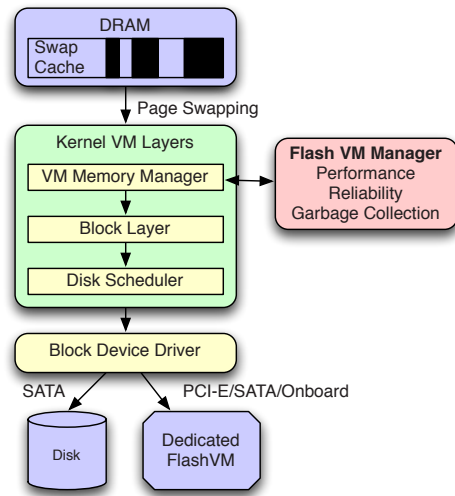 DRAM
Swap
Cache
Page Swapping
Kernel VM Layers
VM Memory Manager
Block Layer
Disk Scheduler
Flash VM Manager
Performance
Reliability
Garbage Collection
Block Device Driver
SATA
PCI-E/SATA/Onboard
Disk
Dedicated
FlashVM